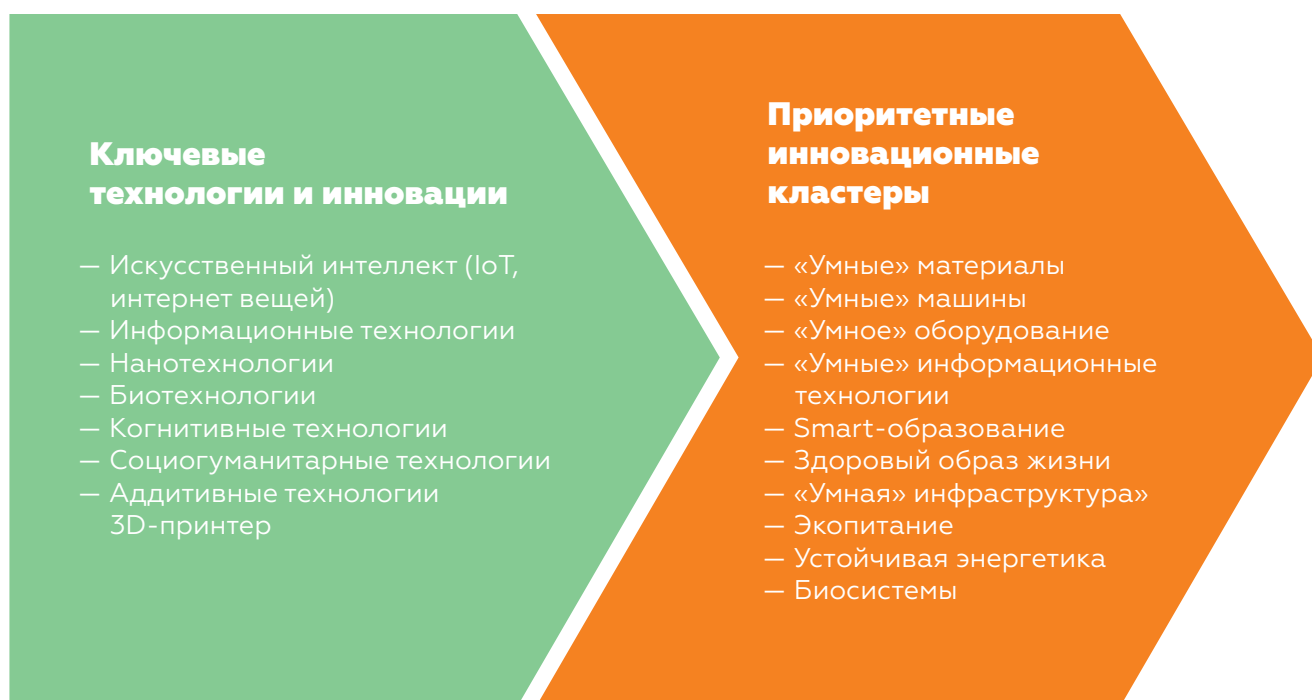 Ключевые
технологии и инновации
— Искусственный интеллект (IoT,
интернет вещей)
— Информационные технологии
— Нанотехнологии
— Биотехнологии
— Когнитивные технологии
— Социогуманитарные технологии
— Аддитивные технологии
3D-принтер
Приоритетные
инновационные
кластеры
— «Умные» материалы
— «Умные» машины
— «Умное» оборудование
— «Умные» информационные
технологии
— Smart-образование
— Здоровый образ жизни
— «Умная» инфраструктура»
— Экопитание
— Устойчивая энергетика
— Биосистемы